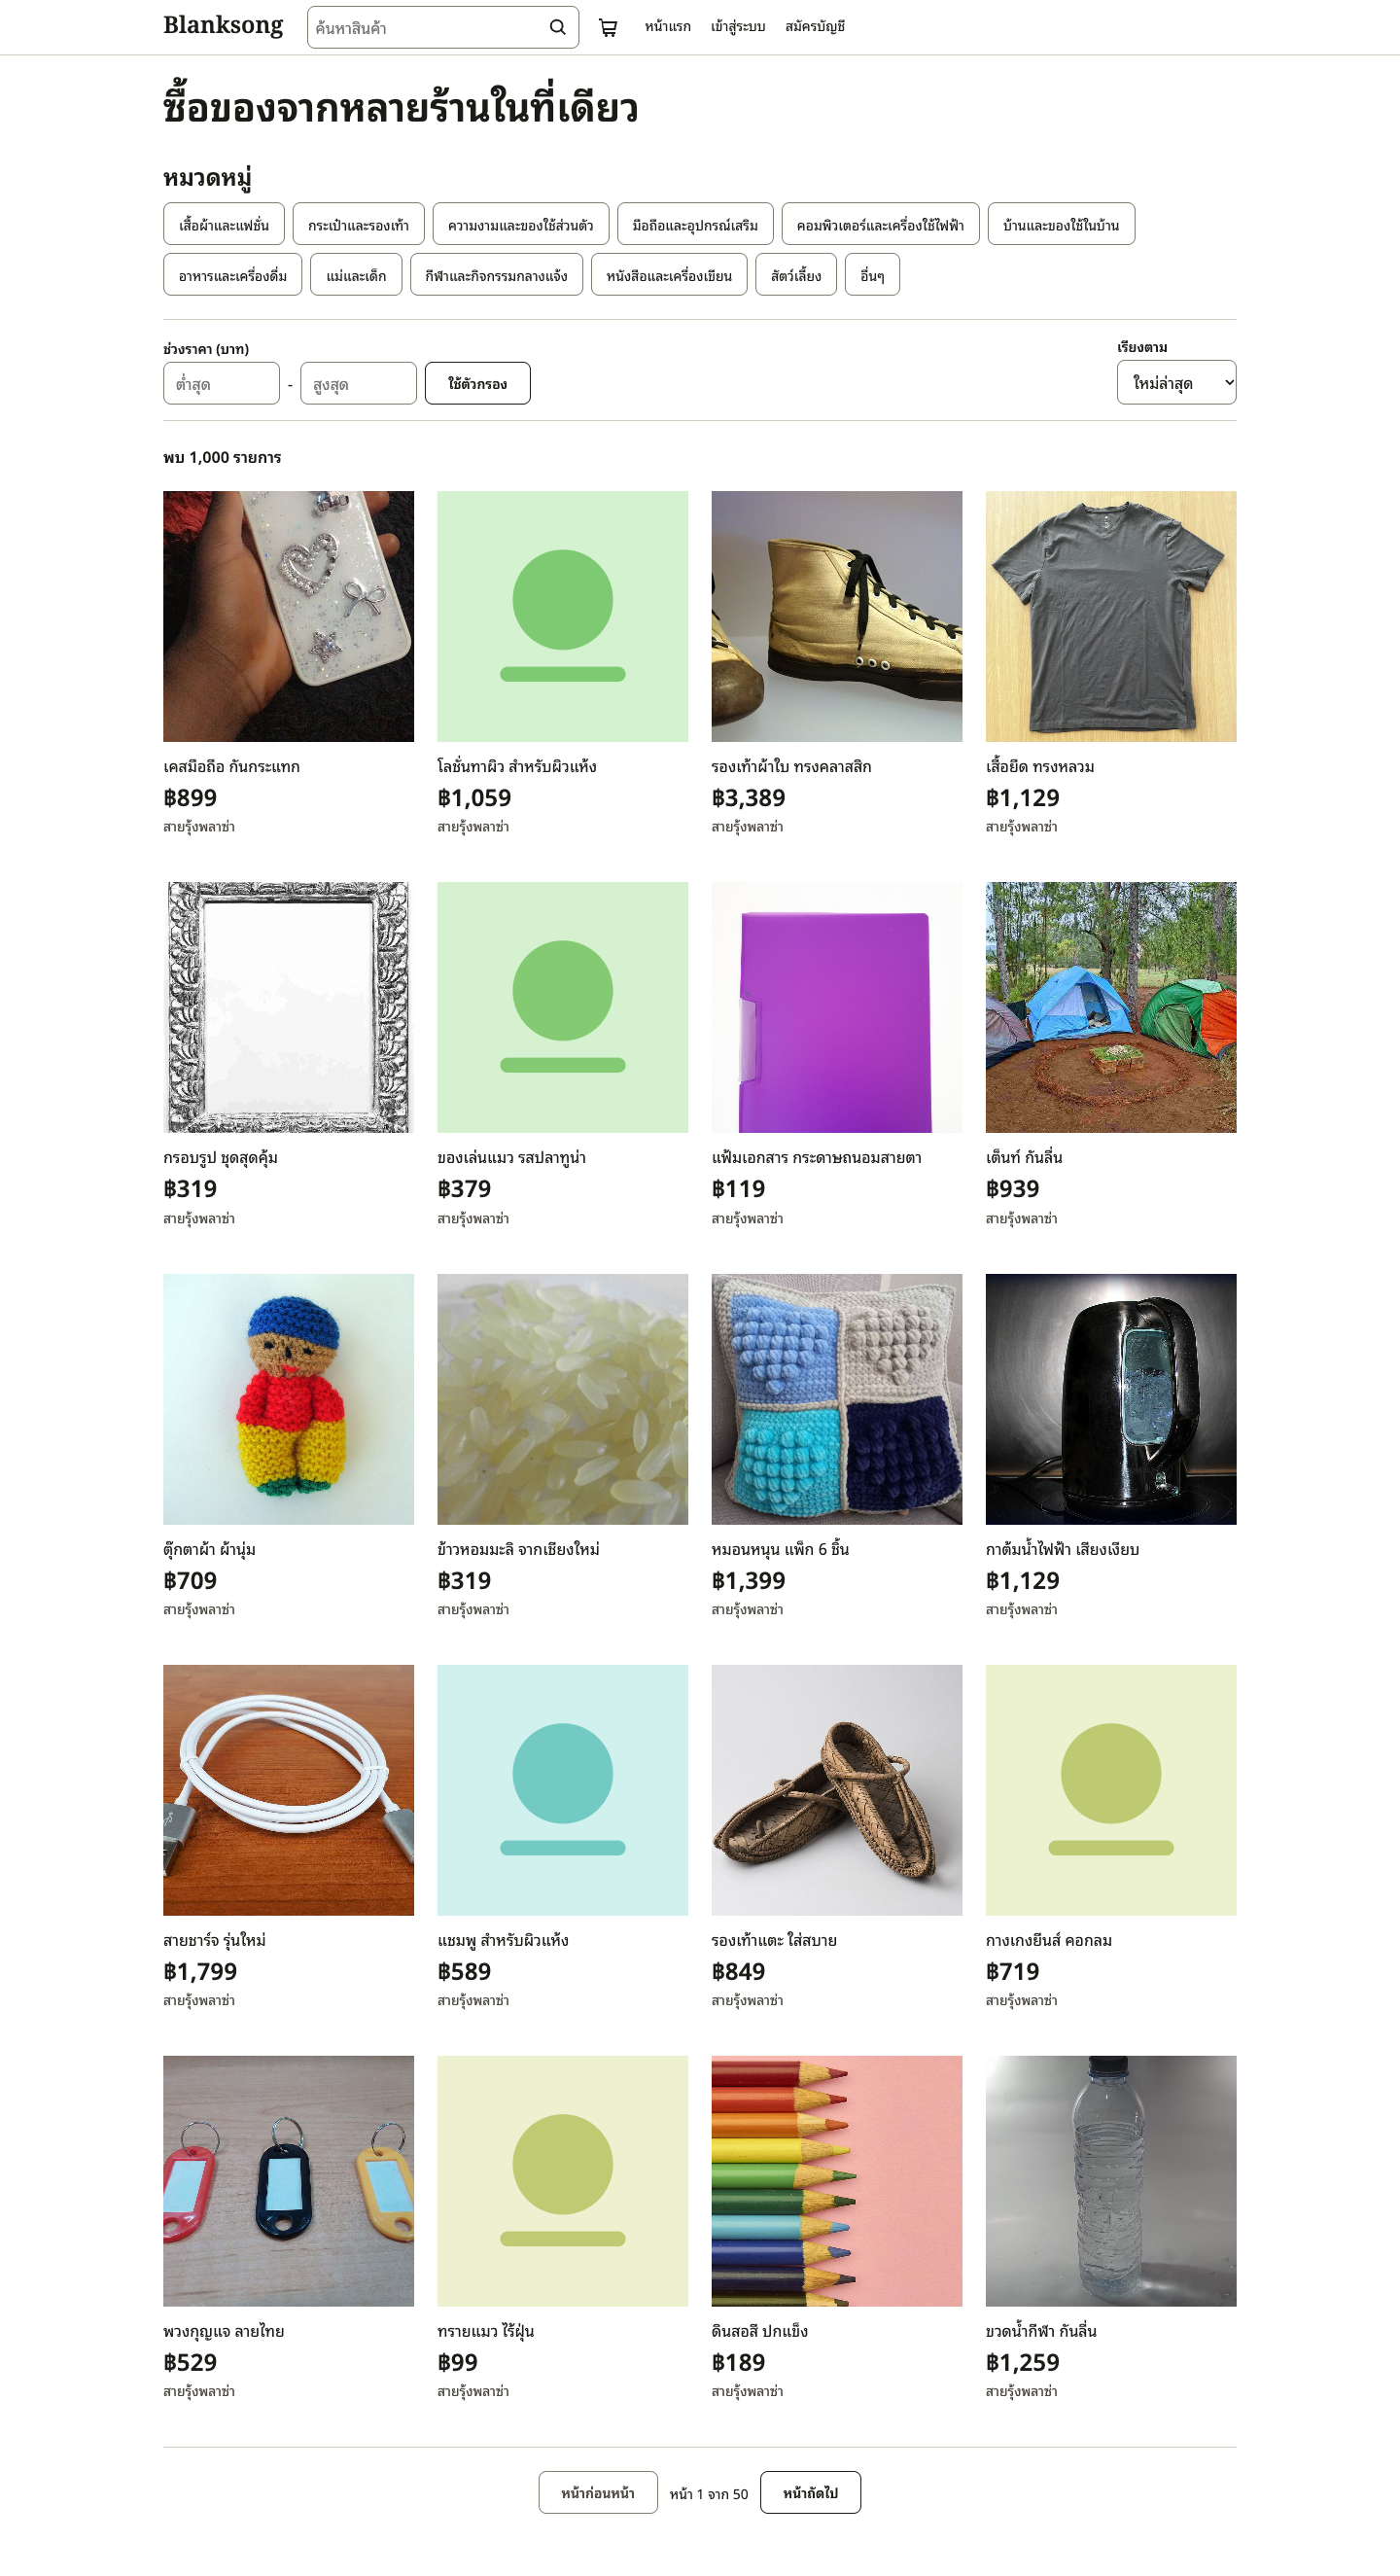 Blanksong
ค้นหาสินค้า
หน้าแรก เข้าสู่ระบบ สมัครบัญชี
ซื้อของจากหลายร้านในที่เดียว
หมวดหมู่
เสื้อผ้าและแฟชั่น กระเป๋าและรองเท้า ความงามและของใช้ส่วนตัว มือถือและอุปกรณ์เสริม คอมพิวเตอร์และเครื่องใช้ไฟฟ้า บ้านและของใช้ในบ้าน
อาหารและเครื่องดื่ม แม่และเด็ก กีฬาและกิจกรรมกลางแจ้ง หนังสือและเครื่องเขียน สัตว์เลี้ยง อื่นๆ
ช่วงราคา (บาท) เรียงตาม
ต่ำสุด - สูงสุด ใช้ตัวกรอง ใหม่ล่าสุด
พบ 1,000 รายการ
เคสมือถือ กันกระแทก โลชั่นทาผิว สำหรับผิวแห้ง รองเท้าผ้าใบ ทรงคลาสสิก เสื้อยืด ทรงหลวม
฿899 ฿1,059 ฿3,389 ฿1,129
สายรุ้งพลาซ่า สายรุ้งพลาซ่า สายรุ้งพลาซ่า สายรุ้งพลาซ่า
กรอบรูป ชุดสุดคุ้ม ของเล่นแมว รสปลาทูน่า แฟ้มเอกสาร กระดาษถนอมสายตา เต็นท์ กันลื่น
฿319 ฿379 ฿119 ฿939
สายรุ้งพลาซ่า สายรุ้งพลาซ่า สายรุ้งพลาซ่า สายรุ้งพลาซ่า
ตุ๊กตาผ้า ผ้านุ่ม ข้าวหอมมะลิ จากเชียงใหม่ หมอนหนุน แพ็ก 6 ชิ้น กาต้มน้ำไฟฟ้า เสียงเงียบ
฿709 ฿319 ฿1,399 ฿1,129
สายรุ้งพลาซ่า สายรุ้งพลาซ่า สายรุ้งพลาซ่า สายรุ้งพลาซ่า
สายชาร์จ รุ่นใหม่ แชมพู สำหรับผิวแห้ง รองเท้าแตะ ใส่สบาย กางเกงยีนส์ คอกลม
฿1,799 ฿589 ฿849 ฿719
สายรุ้งพลาซ่า สายรุ้งพลาซ่า สายรุ้งพลาซ่า สายรุ้งพลาซ่า
พวงกุญแจ ลายไทย ทรายแมว ไร้ฝุ่น ดินสอสี ปกแข็ง ขวดน้ำกีฬา กันลื่น
฿529 ฿99 ฿189 ฿1,259
สายรุ้งพลาซ่า สายรุ้งพลาซ่า สายรุ้งพลาซ่า สายรุ้งพลาซ่า
หน้าก่อนหน้า หน้า 1 จาก 50 หน้าถัดไป